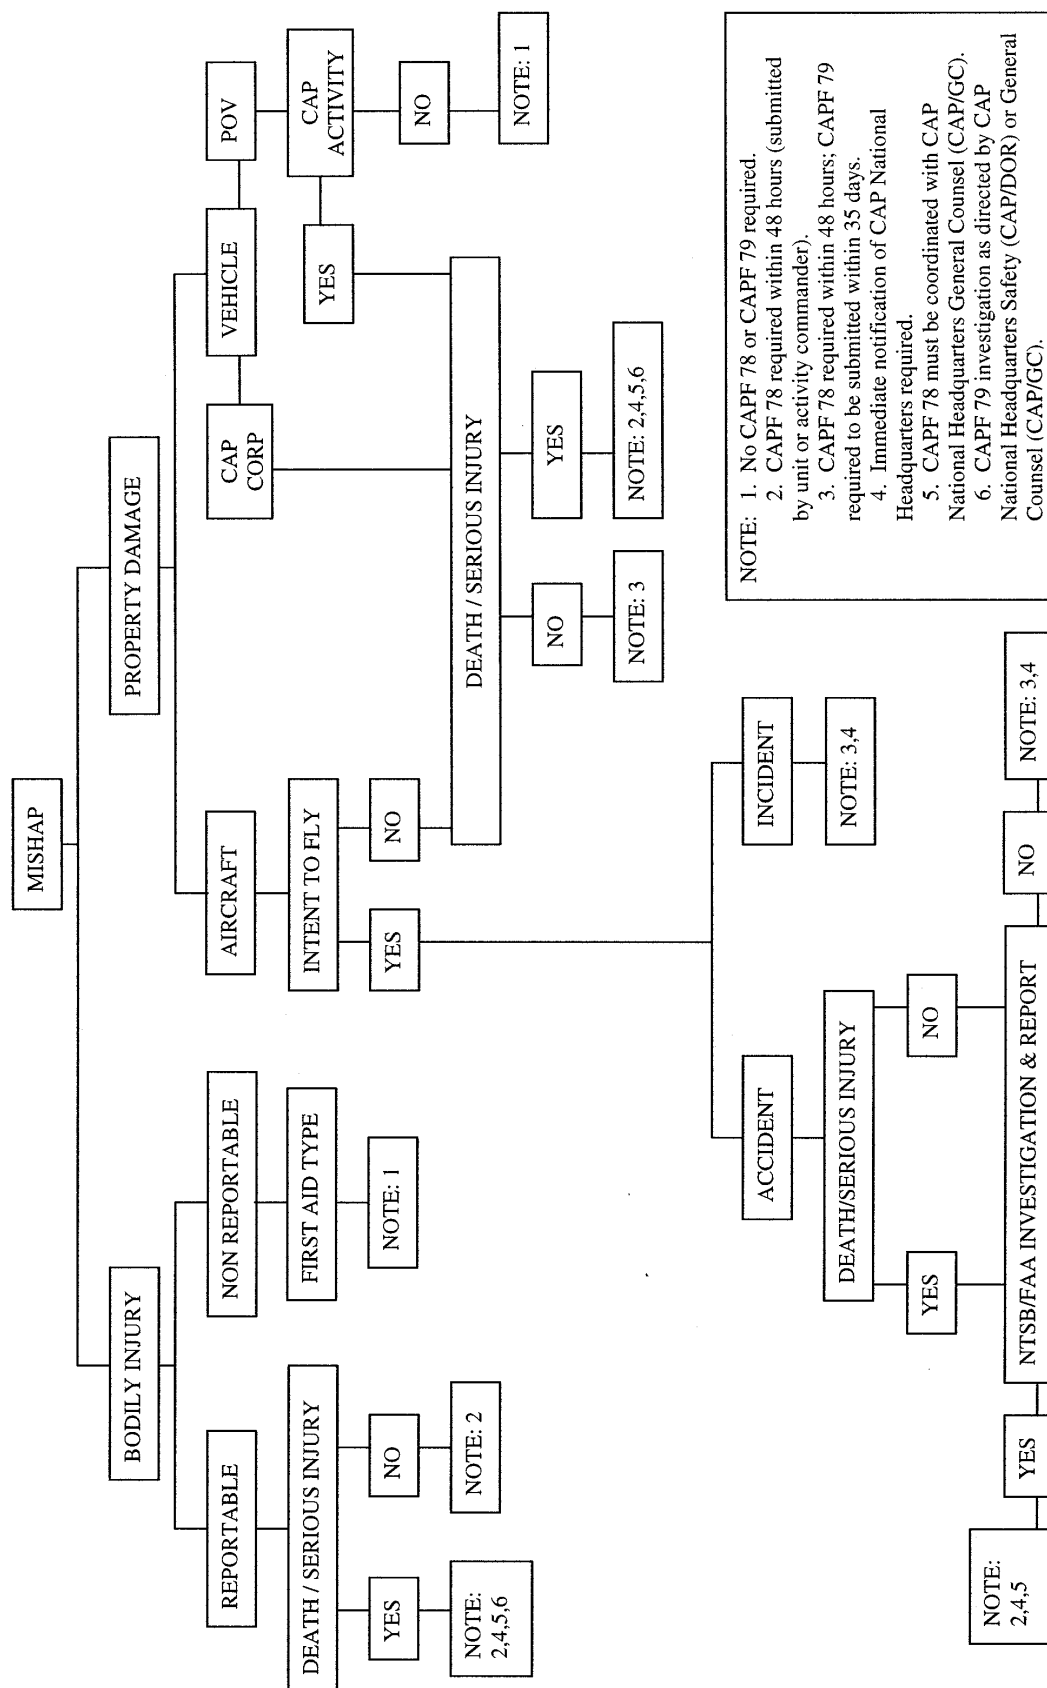 MISHAP
BODILY INJURY
PROPERTY DAMAGE
REPORTABLE
NON REPORTABLE
AIRCRAFT
VEHICLE
POV
DEATH / SERIOUS INJURY
FIRST AID TYPE
INTENT TO FLY
CAP
CORP
CAP
ACTIVITY
YES
NO
NOTE: 1
YES
NO
YES
NO
NOTE:
2,4,5,6
NOTE: 2
DEATH / SERIOUS INJURY
NOTE: 1
NO
YES
NOTE: 3
NOTE: 2,4,5,6
ACCIDENT
INCIDENT
DEATH/SERIOUS INJURY
NOTE: 3,4
YES
NO
NOTE:
2,4,5
YES
NTSB/FAA INVESTIGATION & REPORT
NO
NOTE: 3,4
NOTE: 1. No CAPF 78 or CAPF 79 required.
2. CAPF 78 required within 48 hours (submitted
by unit or activity commander).
3. CAPF 78 required within 48 hours; CAPF 79
required to be submitted within 35 days.
4. Immediate notification of CAP National
Headquarters required.
5. CAPF 78 must be coordinated with CAP
National Headquarters General Counsel (CAP/GC).
6. CAPF 79 investigation as directed by CAP
National Headquarters Safety (CAP/DOR) or General
Counsel (CAP/GC).